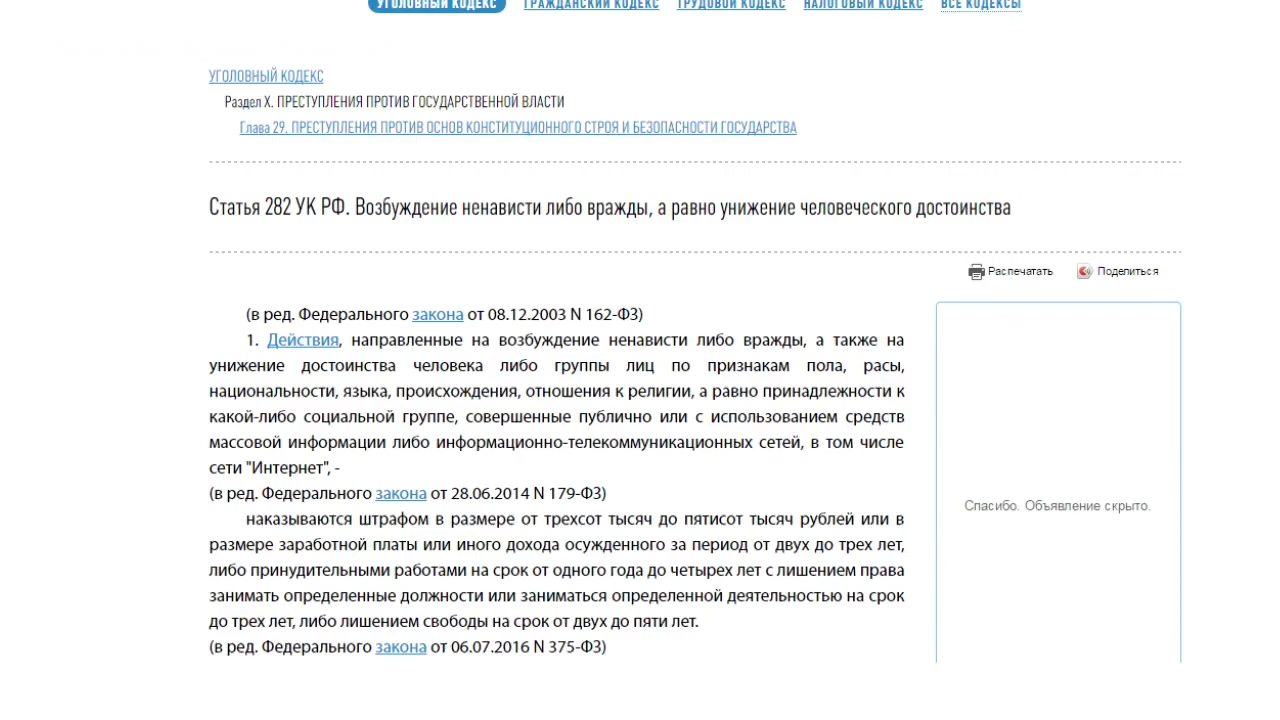 УГОЛОВНЫЙ КОДЕКС ГРАЖДАНСКИЙ КОДЕКС ТРУДОВОЙ КОДЕКС НАЛОГОВЫЙ КОДЕКС ВСЕ КОДЕКСЫ
УГОЛОВНЫЙ КОДЕКС
Раздел X. ПРЕСТУПЛЕНИЯ ПРОТИВ ГОСУДАРСТВЕННОЙ ВЛАСТИ
Глава 29. ПРЕСТУПЛЕНИЯ ПРОТИВ ОСНОВ КОНСТИТУЦИОННОГО СТРОЯ И БЕЗОПАСНОСТИ ГОСУДАРСТВА
Статья 282 УК РФ. Возбуждение ненависти либо вражды, а равно унижение человеческого достоинства
Распечатать Поделиться
(в ред. Федерального закона от 08.12.2003 N 162-ФЗ)
1. Действия, направленные на возбуждение ненависти либо вражды, а также на
унижение достоинства человека либо группы лиц по признакам пола, расы,
национальности, языка, происхождения, отношения к религии, а равно принадлежности к
какой-либо социальной группе, совершенные публично или с использованием средств
массовой информации либо информационно-телекоммуникационных сетей, в том числе
сети "Интернет", -
(в ред. Федерального закона от 28.06.2014 N 179-ФЗ)
наказываются штрафом в размере от трехсот тысяч до пятисот тысяч рублей или в
размере заработной платы или иного дохода осужденного за период от двух до трех лет,
либо принудительными работами на срок от одного года до четырех лет с лишением права
занимать определенные должности или заниматься определенной деятельностью на срок
до трех лет, либо лишением свободы на срок от двух до пяти лет.
(в ред. Федерального закона от 06.07.2016 N 375-ФЗ)
Спасибо. Объявление скрыто.